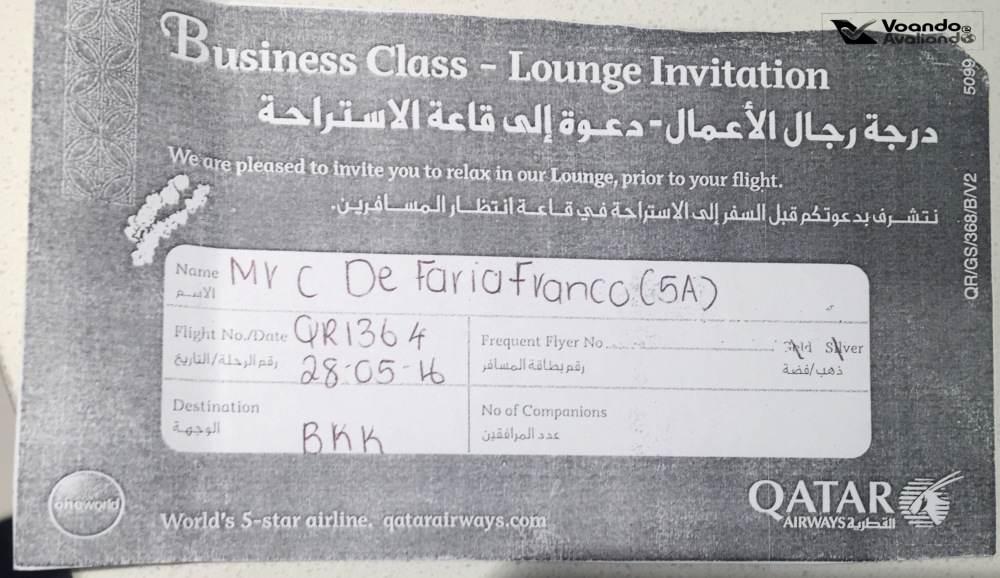 Voando
Avaliando
Business Class – Lounge Invitation
درجة رجال الأعمال - دعوة إلى قاعة الاستراحة
We are pleased to invite you to relax in our Lounge, prior to your flight.
نتشرف بدعوتكم قبل السفر إلى الاستراحة في قاعة انتظار المسافرين.
Name Mr C De Faria Franco (5A)
الاسم
Flight No./Date QR1364
رقم الرحلة/التاريخ 28-05-16
Frequent Flyer No. Gold Silver
رقم بطاقة المسافر ذهب/فضة
Destination
الوجهة BKK
No of Companions
عدد المرافقين
oneworld
World's 5-star airline. qatarairways.com
QATAR
AIRWAYS القطرية
QR/GS/368/B/V2 5099